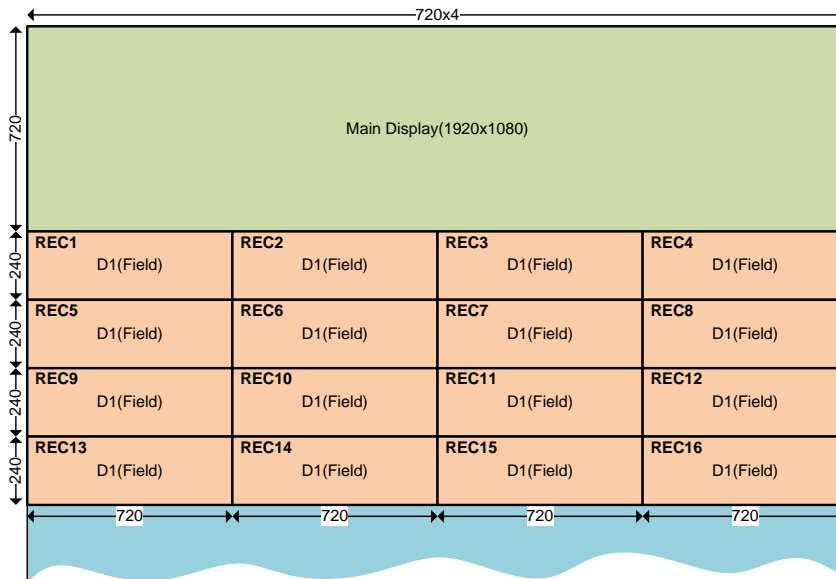 720x4
720
Main Display(1920x1080)
240
REC1 REC2 REC3 REC4
D1(Field) D1(Field) D1(Field) D1(Field)
240
REC5 REC6 REC7 REC8
D1(Field) D1(Field) D1(Field) D1(Field)
240
REC9 REC10 REC11 REC12
D1(Field) D1(Field) D1(Field) D1(Field)
240
REC13 REC14 REC15 REC16
D1(Field) D1(Field) D1(Field) D1(Field)
720 720 720 720